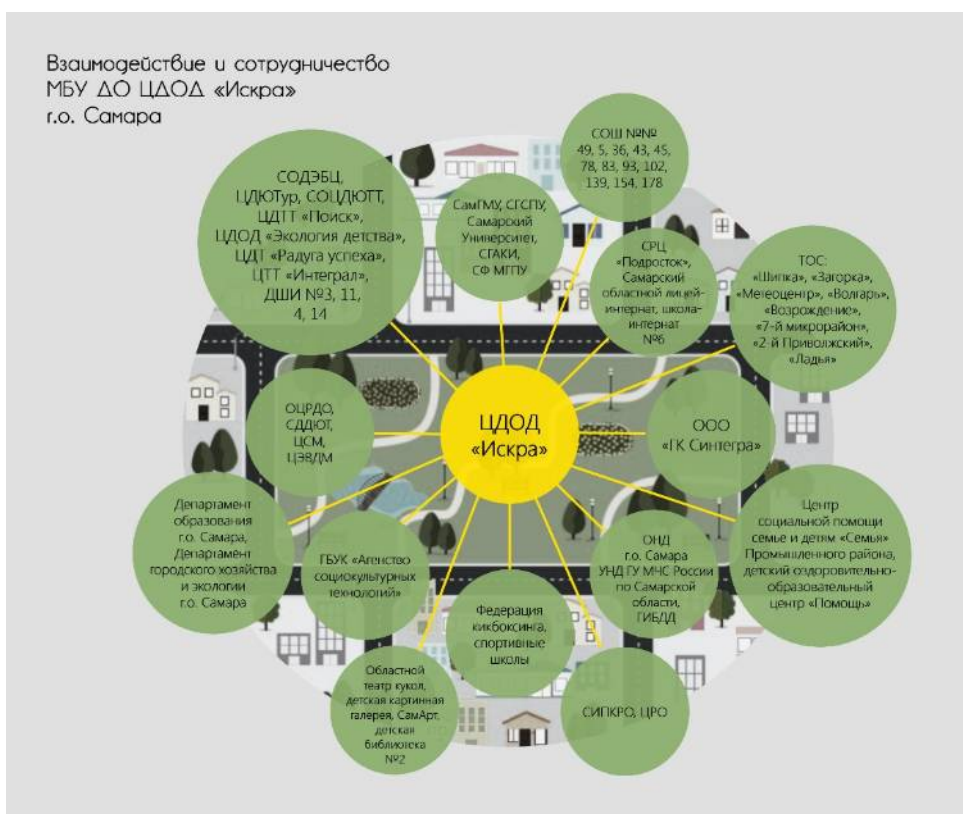 Взаимодействие и сотрудничество
МБУ ДО ЦДОД «Искра»
г.о. Самара
СОДЭБЦ,
ЦДЮТур, СОЦДЮТТ,
ЦДТТ «Поиск»,
ЦДОД «Экология детства»,
ЦДТ «Радуга успеха»,
ЦТТ «Интеграл»,
ДШИ №3, 11,
4, 14
СамГМУ, СГСПУ,
Самарский
Университет,
СГАКИ,
СФ МГПУ
СОШ №№
49, 5, 36, 43, 45,
78, 83, 93, 102,
139, 154, 178
СРЦ
«Подросток»,
Самарский
областной лицей-
интернат, школа-
интернат
№6
ТОС:
«Шипка», «Загорка»,
«Метеоцентр», «Волгарь»,
«Возрождение»,
«7-й микрорайон»,
«2-й Приволжский»,
«Ладья»
ОЦРДО,
СДДЮТ,
ЦСМ,
ЦЭВДМ
ЦДОД
«Искра»
ООО
«ГК Синтегра»
Департамент
образования
г.о. Самара,
Департамент
городского хозяйства
и экологии
г.о. Самара
ГБУК «Агенство
социокультурных
технологий»
Федерация
кикбоксинга,
спортивные
школы
ОНД
г.о. Самара
УНД ГУ МЧС России
по Самарской
области,
ГИБДД
Центр
социальной помощи
семье и детям «Семья»
Промышленного района,
детский оздоровительно-
образовательный
центр «Помощь»
Областной
театр кукол,
детская картинная
галерея, СамАрт,
детская
библиотека
№2
СИПКРО, ЦРО